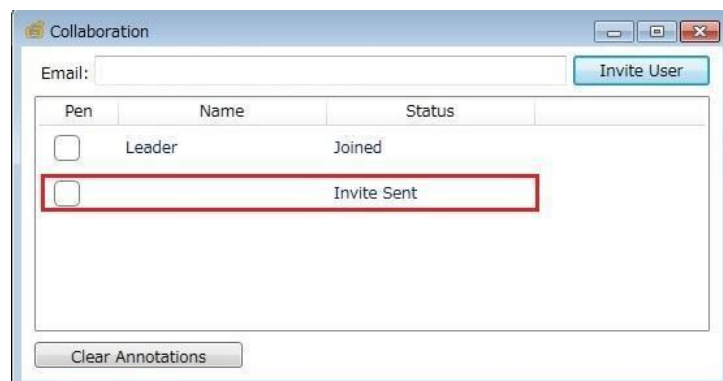 Collaboration
Email: Invite User
Pen Name Status
Leader Joined
Invite Sent
Clear Annotations